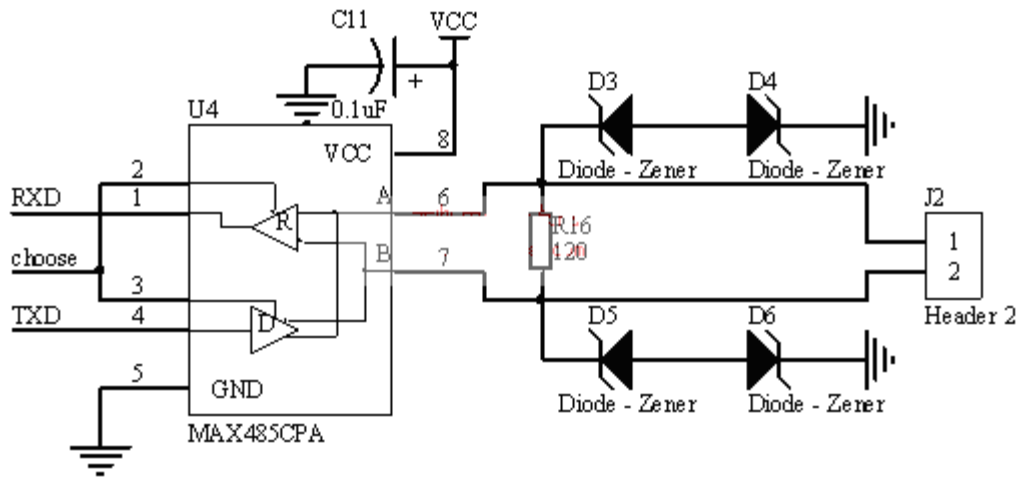 C11
VCC
+
0.1uF
U4
VCC
8
D3
D4
Diode - Zener
Diode - Zener
2
RXD
1
R
A
6
R16
120
J2
1
2
Header 2
choose
B
7
3
TXD
4
D
D5
D6
Diode - Zener
Diode - Zener
5
GND
MAX485CPA